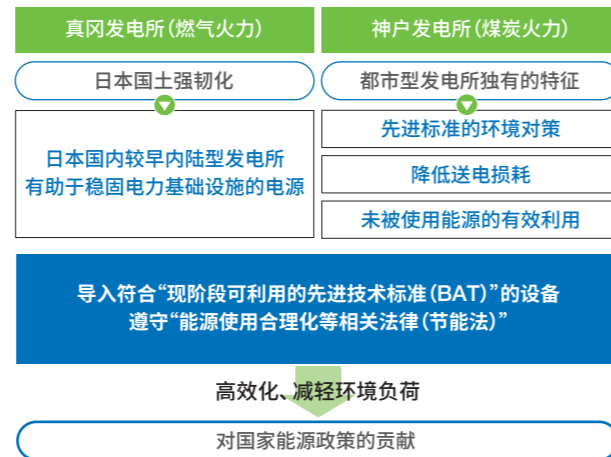 真冈发电所（燃气火力）
日本国土强韧化
日本国内较早内陆型发电所
有助于稳固电力基础设施的电源
神户发电所（煤炭火力）
都市型发电所独有的特征
先进标准的环境对策
降低送电损耗
未被使用能源的有效利用
导入符合“现阶段可利用的先进技术标准（BAT）”的设备
遵守“能源使用合理化等相关法律（节能法）”
高效化、减轻环境负荷
对国家能源政策的贡献